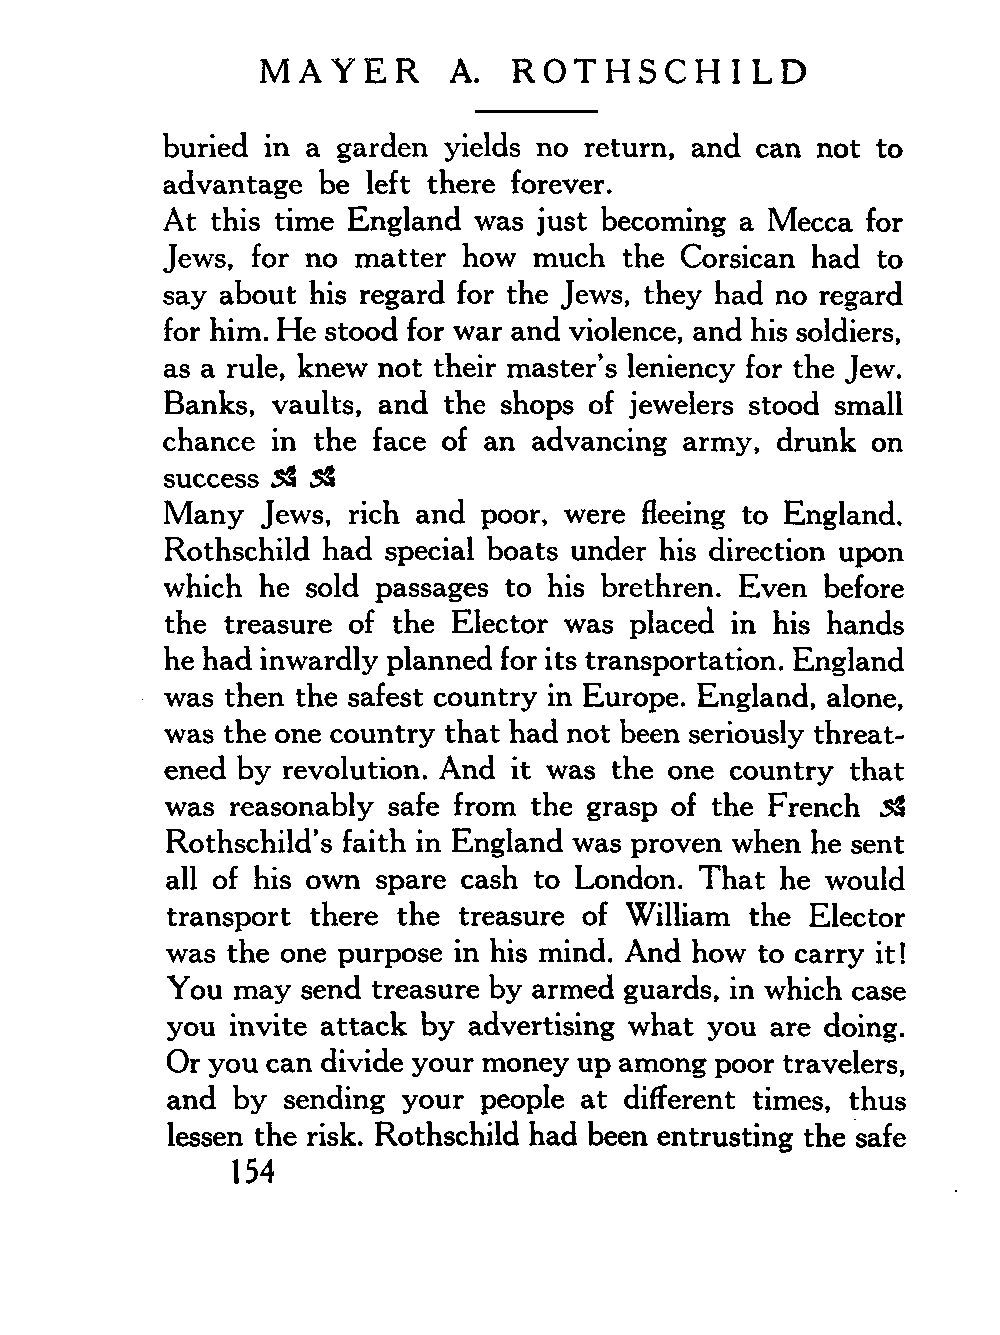 MAYER A. ROTHSCHILD
buried in a garden yields no return, and can not to
advantage be left there forever.
At this time England was just becoming a Mecca for
Jews, for no matter how much the Corsican had to
say about his regard for the Jews, they had no regard
for him. He stood for war and violence, and his soldiers,
as a rule, knew not their master's leniency for the Jew.
Banks, vaults, and the shops of jewelers stood small
chance in the face of an advancing army, drunk on
success
Many Jews, rich and poor, were fleeing to England.
Rothschild had special boats under his direction upon
which he sold passages to his brethren. Even before
the treasure of the Elector was placed in his hands
he had inwardly planned for its transportation. England
was then the safest country in Europe. England, alone,
was the one country that had not been seriously threat-
ened by revolution. And it was the one country that
was reasonably safe from the grasp of the French
Rothschild's faith in England was proven when he sent
all of his own spare cash to London. That he would
transport there the treasure of William the Elector
was the one purpose in his mind. And how to carry it!
You may send treasure by armed guards, in which case
you invite attack by advertising what you are doing.
Or you can divide your money up among poor travelers,
and by sending your people at different times, thus
lessen the risk. Rothschild had been entrusting the safe
154